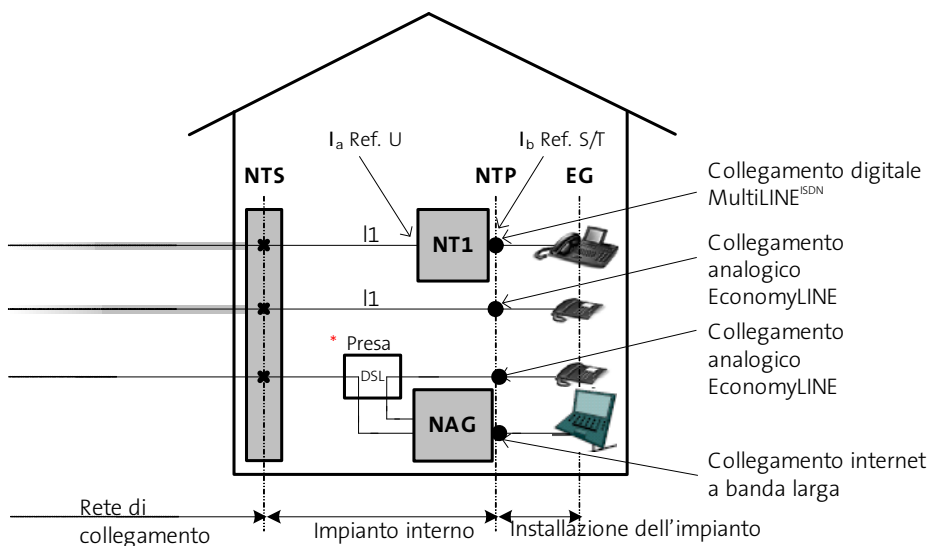 Iₐ Ref. U
I_b Ref. S/T
NTS
NTP
EG
Collegamento digitale
MultiLINEᴵˢᴰᴺ
l1
NT1
Collegamento
analogico
EconomyLINE
l1
* Presa
DSL
Collegamento
analogico
EconomyLINE
NAG
Collegamento internet
a banda larga
Rete di
collegamento
Impianto interno
Installazione dell'impianto